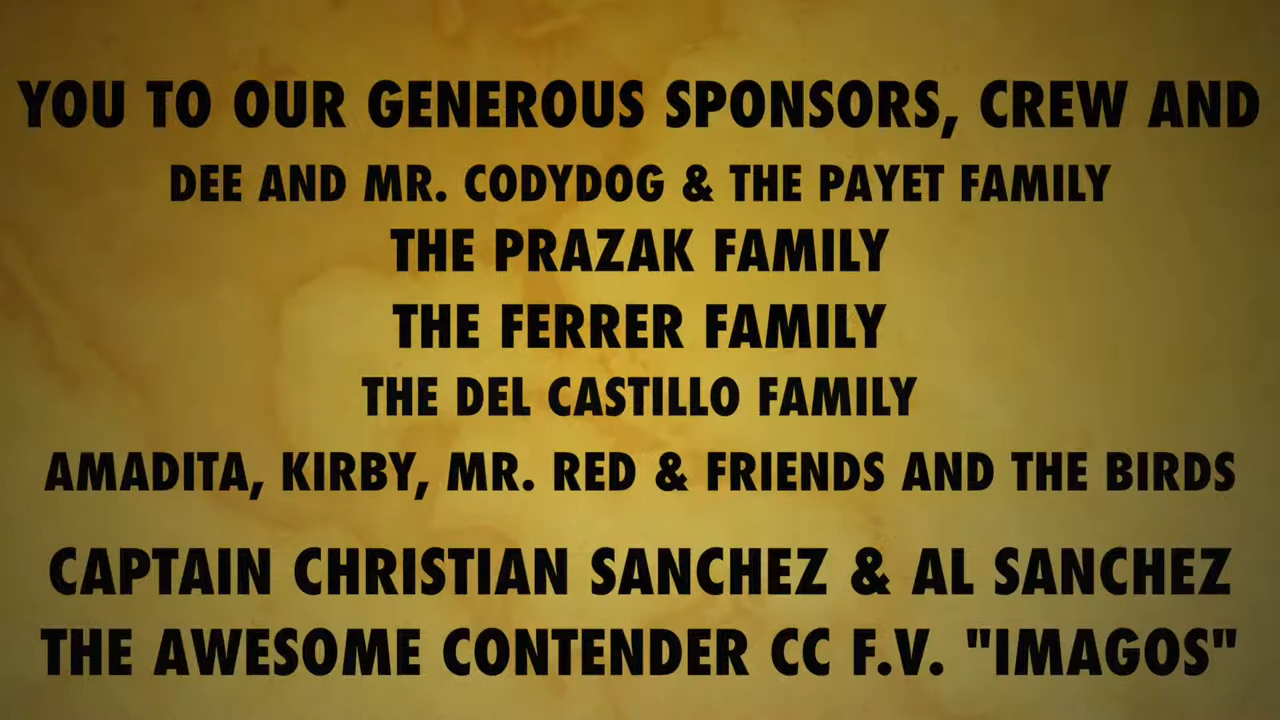 YOU TO OUR GENEROUS SPONSORS, CREW AND
DEE AND MR. CODYDOG & THE PAYET FAMILY
THE PRAZAK FAMILY
THE FERRER FAMILY
THE DEL CASTILLO FAMILY
AMADITA, KIRBY, MR. RED & FRIENDS AND THE BIRDS
CAPTAIN CHRISTIAN SANCHEZ & AL SANCHEZ
THE AWESOME CONTENDER CC F.V. "IMAGOS"